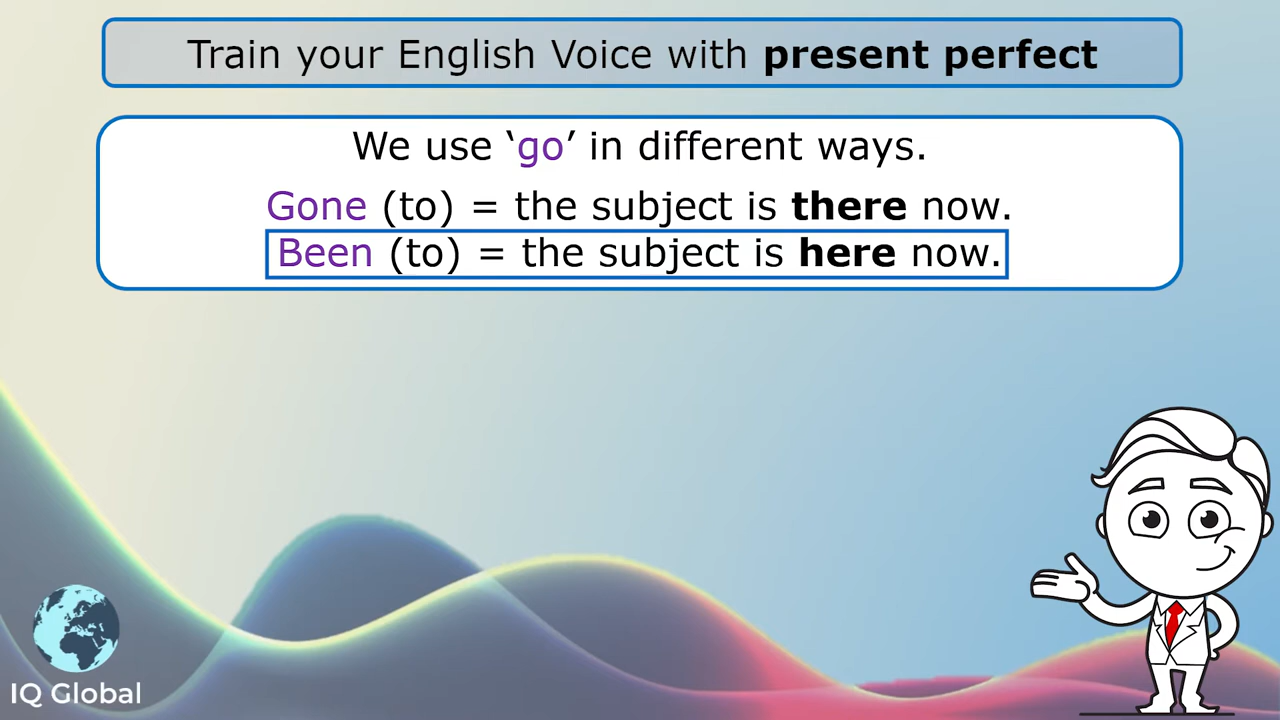 Train your English Voice with present perfect
We use ‘go’ in different ways.
Gone (to) = the subject is there now.
Been (to) = the subject is here now.
IQ Global